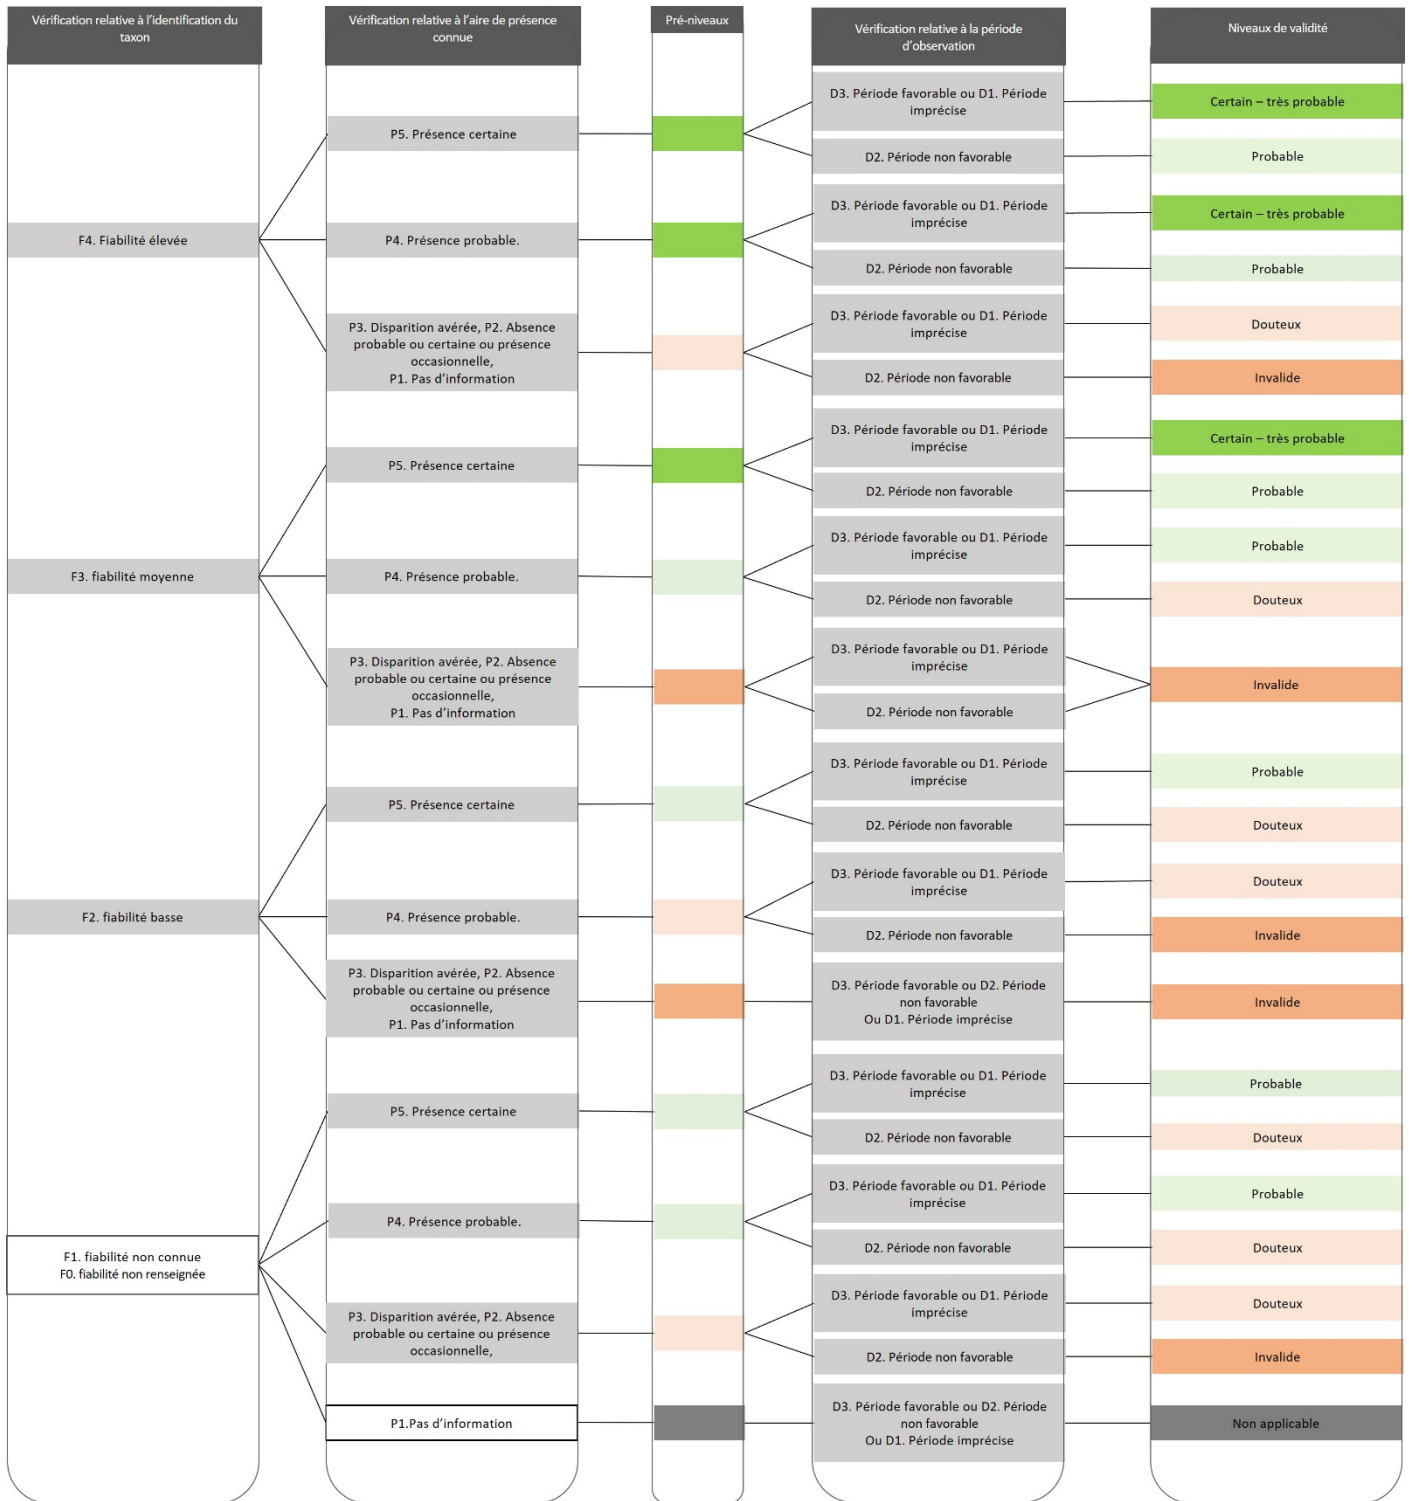 Vérification relative à l'identification du
taxon
Vérification relative à l'aire de présence
connue
Pré-niveaux
Vérification relative à la période
d'observation
Niveaux de validité
F4. Fiabilité élevée
P5. Présence certaine
D3. Période favorable ou D1. Période
imprécise
Certain – très probable
D2. Période non favorable
Probable
P4. Présence probable.
D3. Période favorable ou D1. Période
imprécise
Certain – très probable
D2. Période non favorable
Probable
P3. Disparition avérée, P2. Absence
probable ou certaine ou présence
occasionnelle,
P1. Pas d'information
D3. Période favorable ou D1. Période
imprécise
Douteux
D2. Période non favorable
Invalide
F3. fiabilité moyenne
P5. Présence certaine
D3. Période favorable ou D1. Période
imprécise
Certain – très probable
D2. Période non favorable
Probable
P4. Présence probable.
D3. Période favorable ou D1. Période
imprécise
Probable
D2. Période non favorable
Douteux
P3. Disparition avérée, P2. Absence
probable ou certaine ou présence
occasionnelle,
P1. Pas d'information
D3. Période favorable ou D1. Période
imprécise
D2. Période non favorable
Invalide
F2. fiabilité basse
P5. Présence certaine
D3. Période favorable ou D1. Période
imprécise
Probable
D2. Période non favorable
Douteux
P4. Présence probable.
D3. Période favorable ou D1. Période
imprécise
Douteux
D2. Période non favorable
Invalide
P3. Disparition avérée, P2. Absence
probable ou certaine ou présence
occasionnelle,
P1. Pas d'information
D3. Période favorable ou D2. Période
non favorable
Ou D1. Période imprécise
Invalide
F1. fiabilité non connue
F0. fiabilité non renseignée
P5. Présence certaine
D3. Période favorable ou D1. Période
imprécise
Probable
D2. Période non favorable
Douteux
P4. Présence probable.
D3. Période favorable ou D1. Période
imprécise
Probable
D2. Période non favorable
Douteux
P3. Disparition avérée, P2. Absence
probable ou certaine ou présence
occasionnelle,
D3. Période favorable ou D1. Période
imprécise
Douteux
D2. Période non favorable
Invalide
P1.Pas d'information
D3. Période favorable ou D2. Période
non favorable
Ou D1. Période imprécise
Non applicable